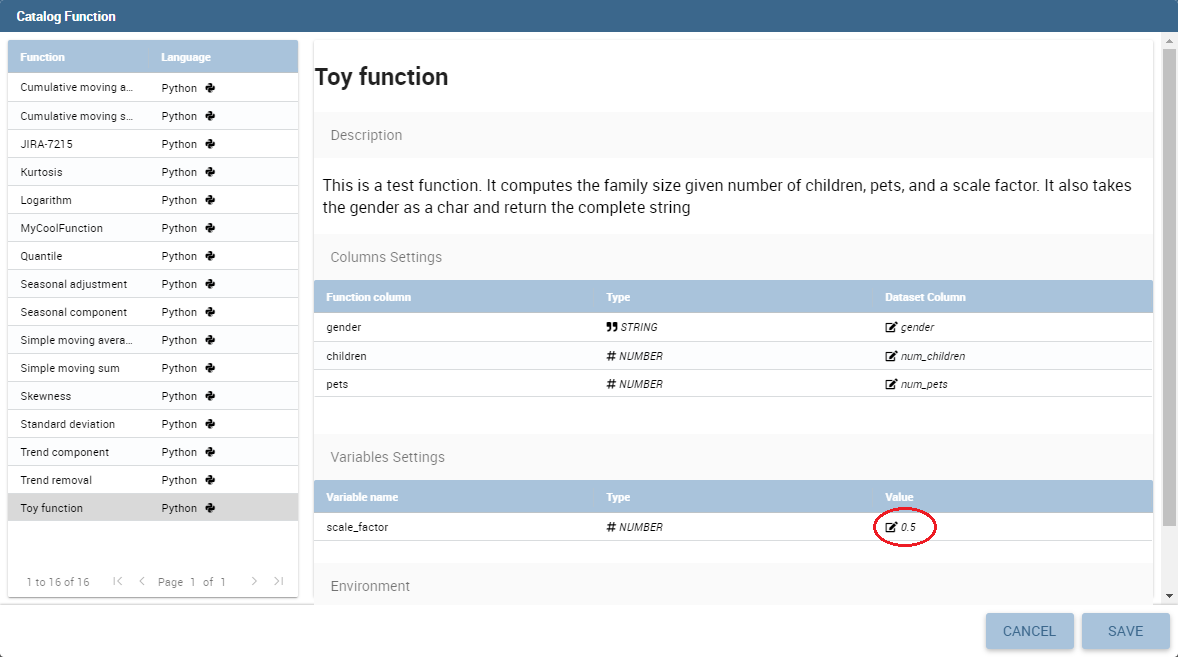 Catalog Function
Function Language
Cumulative moving a... Python
Cumulative moving s... Python
JIRA-7215 Python
Kurtosis Python
Logarithm Python
MyCoolFunction Python
Quantile Python
Seasonal adjustment Python
Seasonal component Python
Simple moving avera... Python
Simple moving sum Python
Skewness Python
Standard deviation Python
Trend component Python
Trend removal Python
Toy function Python
1 to 16 of 16 Page 1 of 1
Toy function
Description
This is a test function. It computes the family size given number of children, pets, and a scale factor. It also takes
the gender as a char and return the complete string
Columns Settings
Function column Type Dataset Column
gender STRING gender
children # NUMBER num_children
pets # NUMBER num_pets
Variables Settings
Variable name Type Value
scale_factor # NUMBER 0.5
Environment
CANCEL SAVE